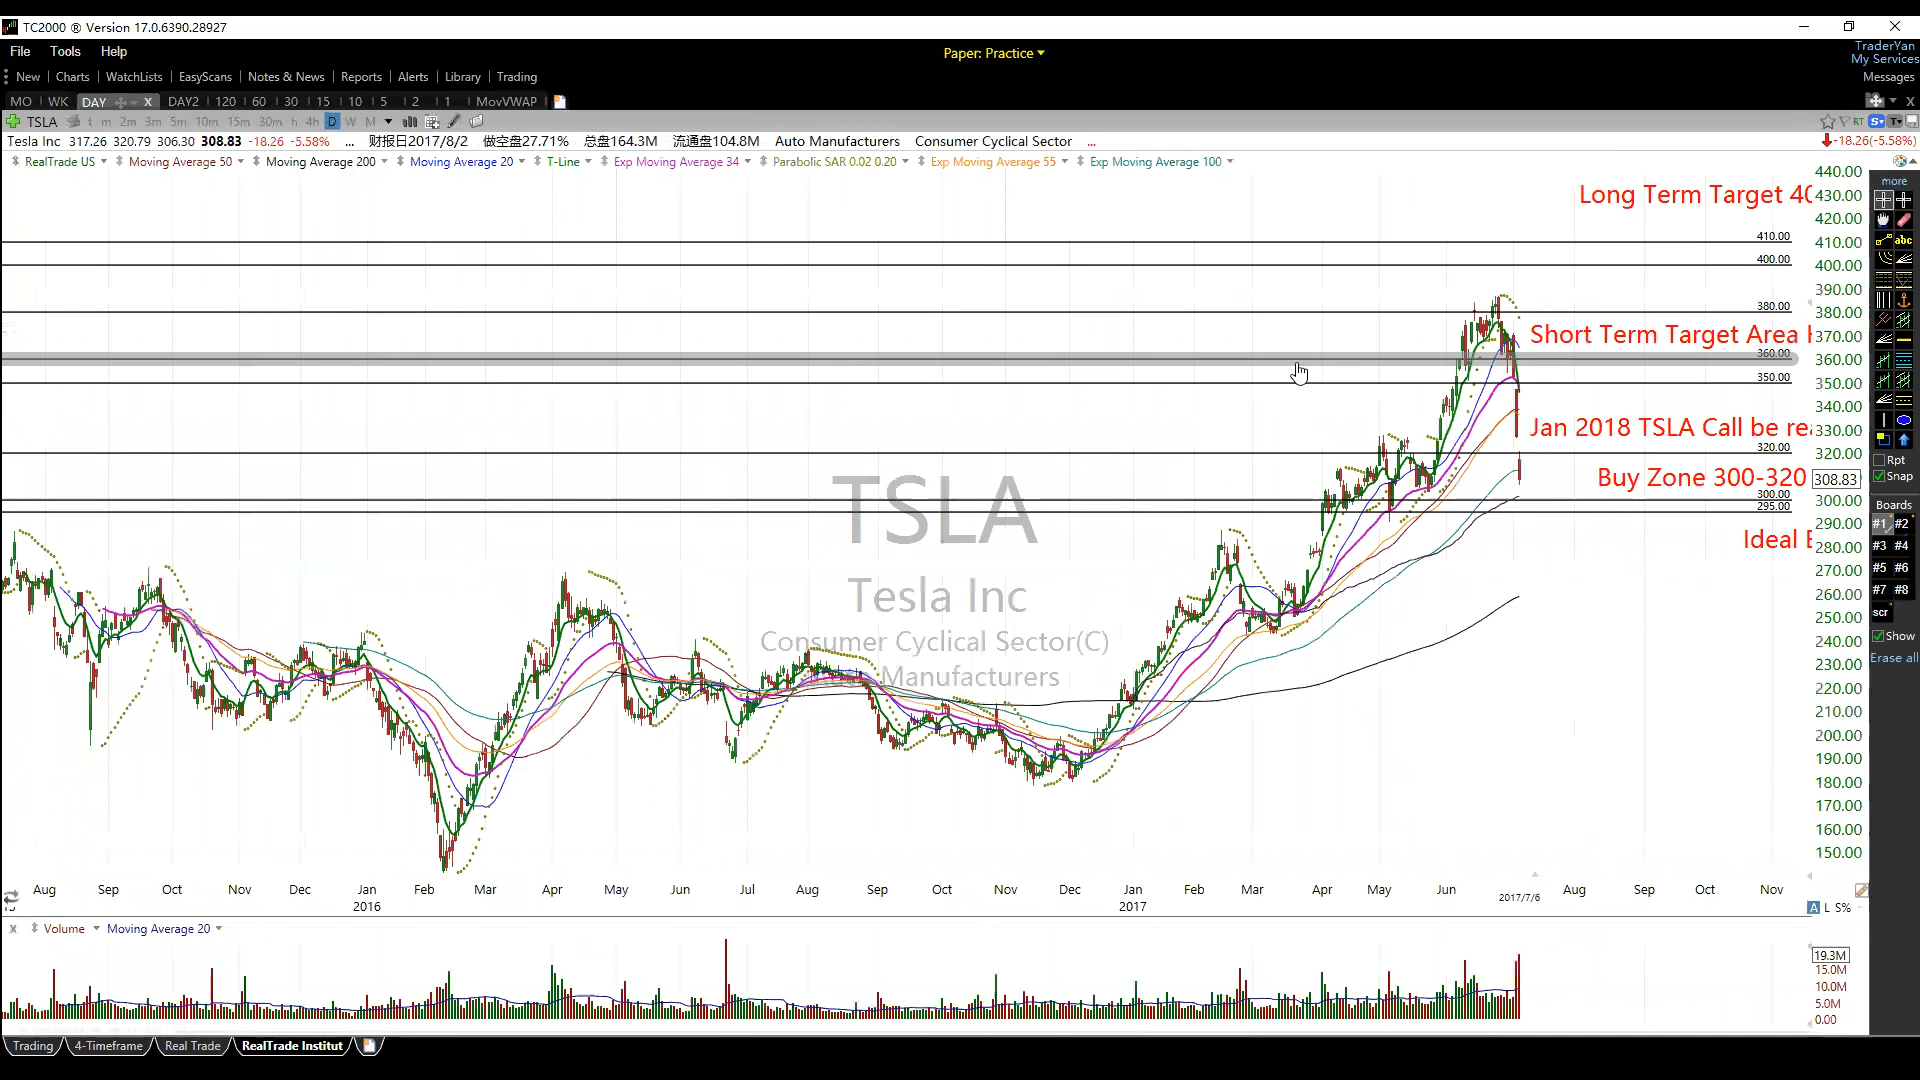 TC2000 ® Version 17.0.6390.28927
File Tools Help
Paper: Practice
TraderYan
My Services
New Charts WatchLists EasyScans Notes & News Reports Alerts Library Trading
Messages
MO WK DAY X DAY2 120 60 30 15 10 5 2 1 MovVWAP
X
TSLA t m 2m 3m 5m 10m 15m 30m h 4h D W M
RT S T
Tesla Inc 317.26 320.79 306.30 308.83 -18.26 -5.58% ... 财报日2017/8/2 做空盘27.71% 总盘164.3M 流通盘104.8M Auto Manufacturers Consumer Cyclical Sector ...
-18.26(-5.58%)
RealTrade US Moving Average 50 Moving Average 200 Moving Average 20 T-Line Exp Moving Average 34 Parabolic SAR 0.02 0.20 Exp Moving Average 55 Exp Moving Average 100
Long Term Target 40
410.00
400.00
380.00
Short Term Target Area
360.00
350.00
Jan 2018 TSLA Call be rea
320.00
Buy Zone 300-320
300.00
295.00
Ideal
TSLA
Tesla Inc
Consumer Cyclical Sector(C)
Manufacturers
440.00
430.00
420.00
410.00
400.00
390.00
380.00
370.00
360.00
350.00
340.00
330.00
320.00
308.83
300.00
290.00
280.00
270.00
260.00
250.00
240.00
230.00
220.00
210.00
200.00
190.00
180.00
170.00
160.00
150.00
more
abc
Rpt
Snap
Boards
#1 #2
#3 #4
#5 #6
#7 #8
scr
Show
Erase all
Aug Sep Oct Nov Dec Jan Feb Mar Apr May Jun Jul Aug Sep Oct Nov Dec Jan Feb Mar Apr May Jun 2017/7/6 Aug Sep Oct Nov
2016 2017
A L S%
X Volume Moving Average 20
19.3M
15.0M
10.0M
5.0M
0.00
Trading 4-Timeframe Real Trade RealTrade Institut